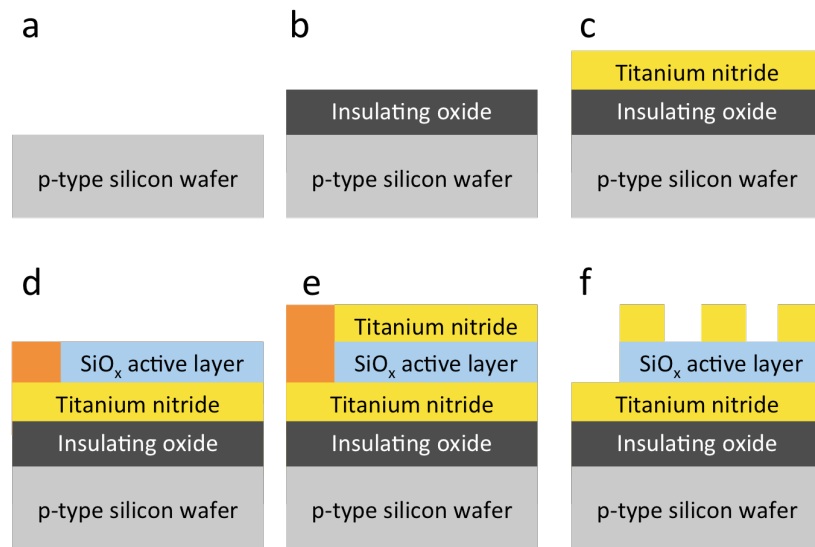 a
b
c
Titanium nitride
Insulating oxide
Insulating oxide
p-type silicon wafer
p-type silicon wafer
p-type silicon wafer
d
e
f
Titanium nitride
SiOx active layer
SiOx active layer
SiOx active layer
Titanium nitride
Titanium nitride
Titanium nitride
Insulating oxide
Insulating oxide
Insulating oxide
p-type silicon wafer
p-type silicon wafer
p-type silicon wafer